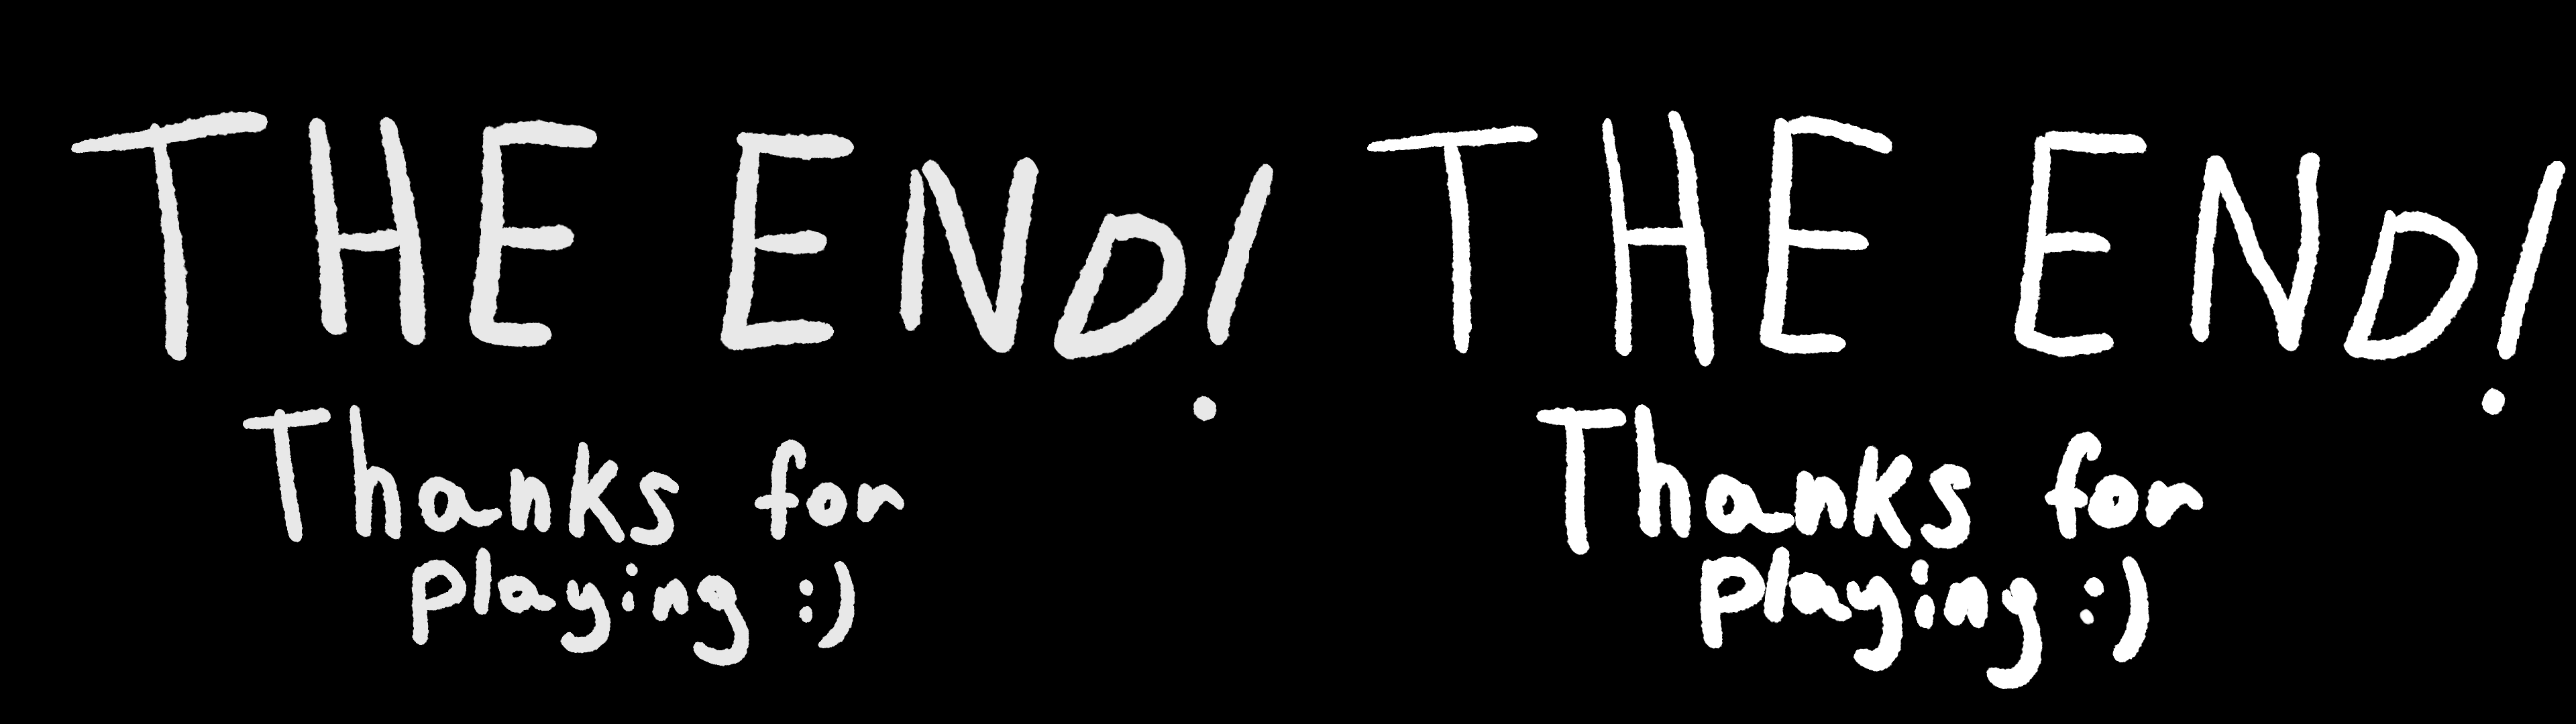 THE END!
Thanks for
playing :)
THE END!
Thanks for
playing :)